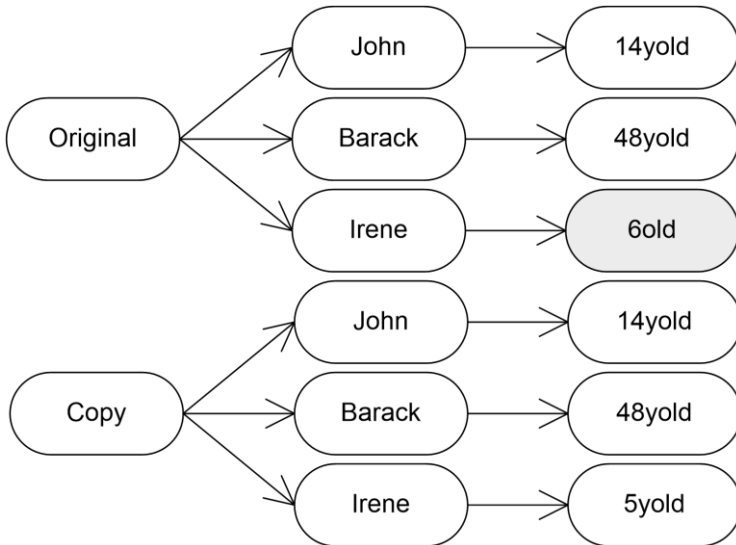 John
14yold
Original
Barack
48yold
Irene
6old
John
14yold
Copy
Barack
48yold
Irene
5yold